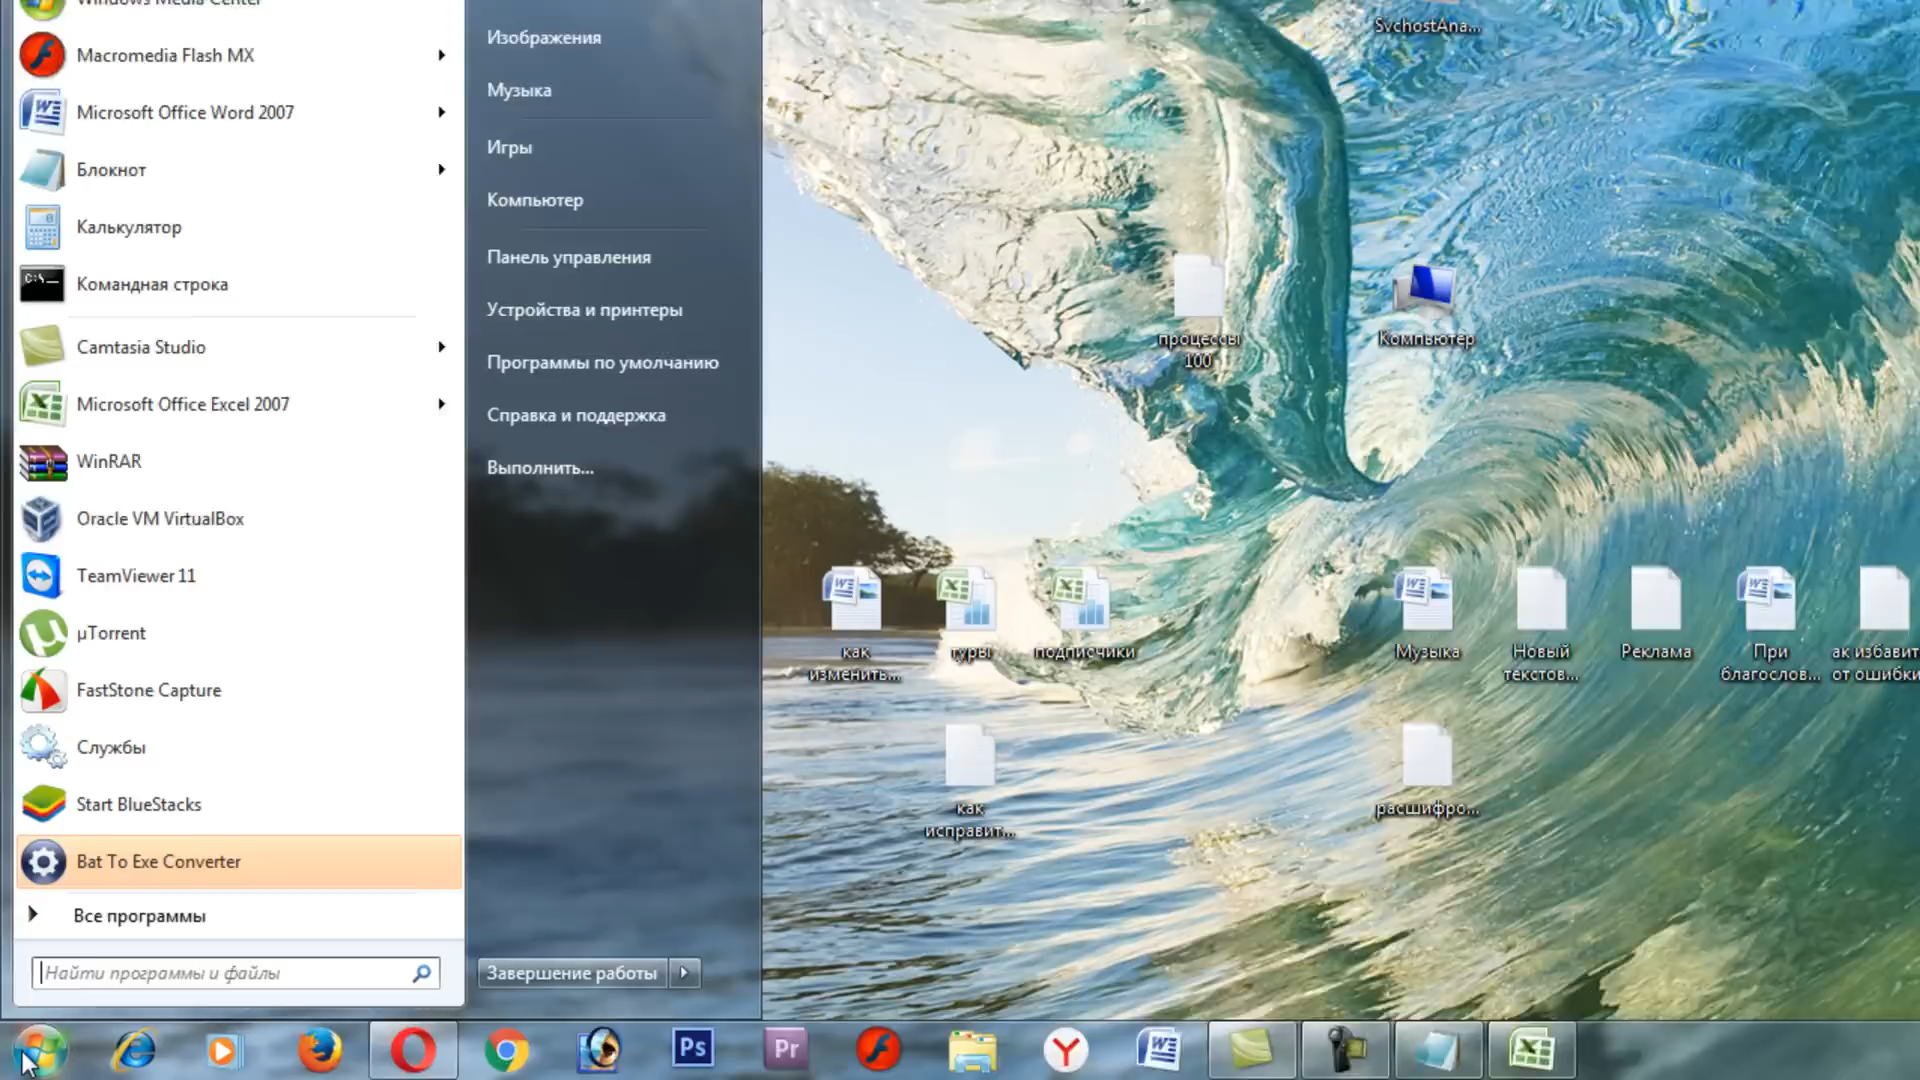 Windows Media Center
Macromedia Flash MX
Microsoft Office Word 2007
Блокнот
Калькулятор
Командная строка
Camtasia Studio
Microsoft Office Excel 2007
WinRAR
Oracle VM VirtualBox
TeamViewer 11
µTorrent
FastStone Capture
Службы
Start BlueStacks
Bat To Exe Converter
Все программы
Найти программы и файлы
Изображения
Музыка
Игры
Компьютер
Панель управления
Устройства и принтеры
Программы по умолчанию
Справка и поддержка
Выполнить...
Завершение работы
SvchostAna...
процессы
100
Компьютер
как
изменить...
туры
подписчики
Музыка
Новый
текстов...
Реклама
При
благослов...
ак избавит
от ошибки
как
исправит...
расшифро...
Ps
Pr